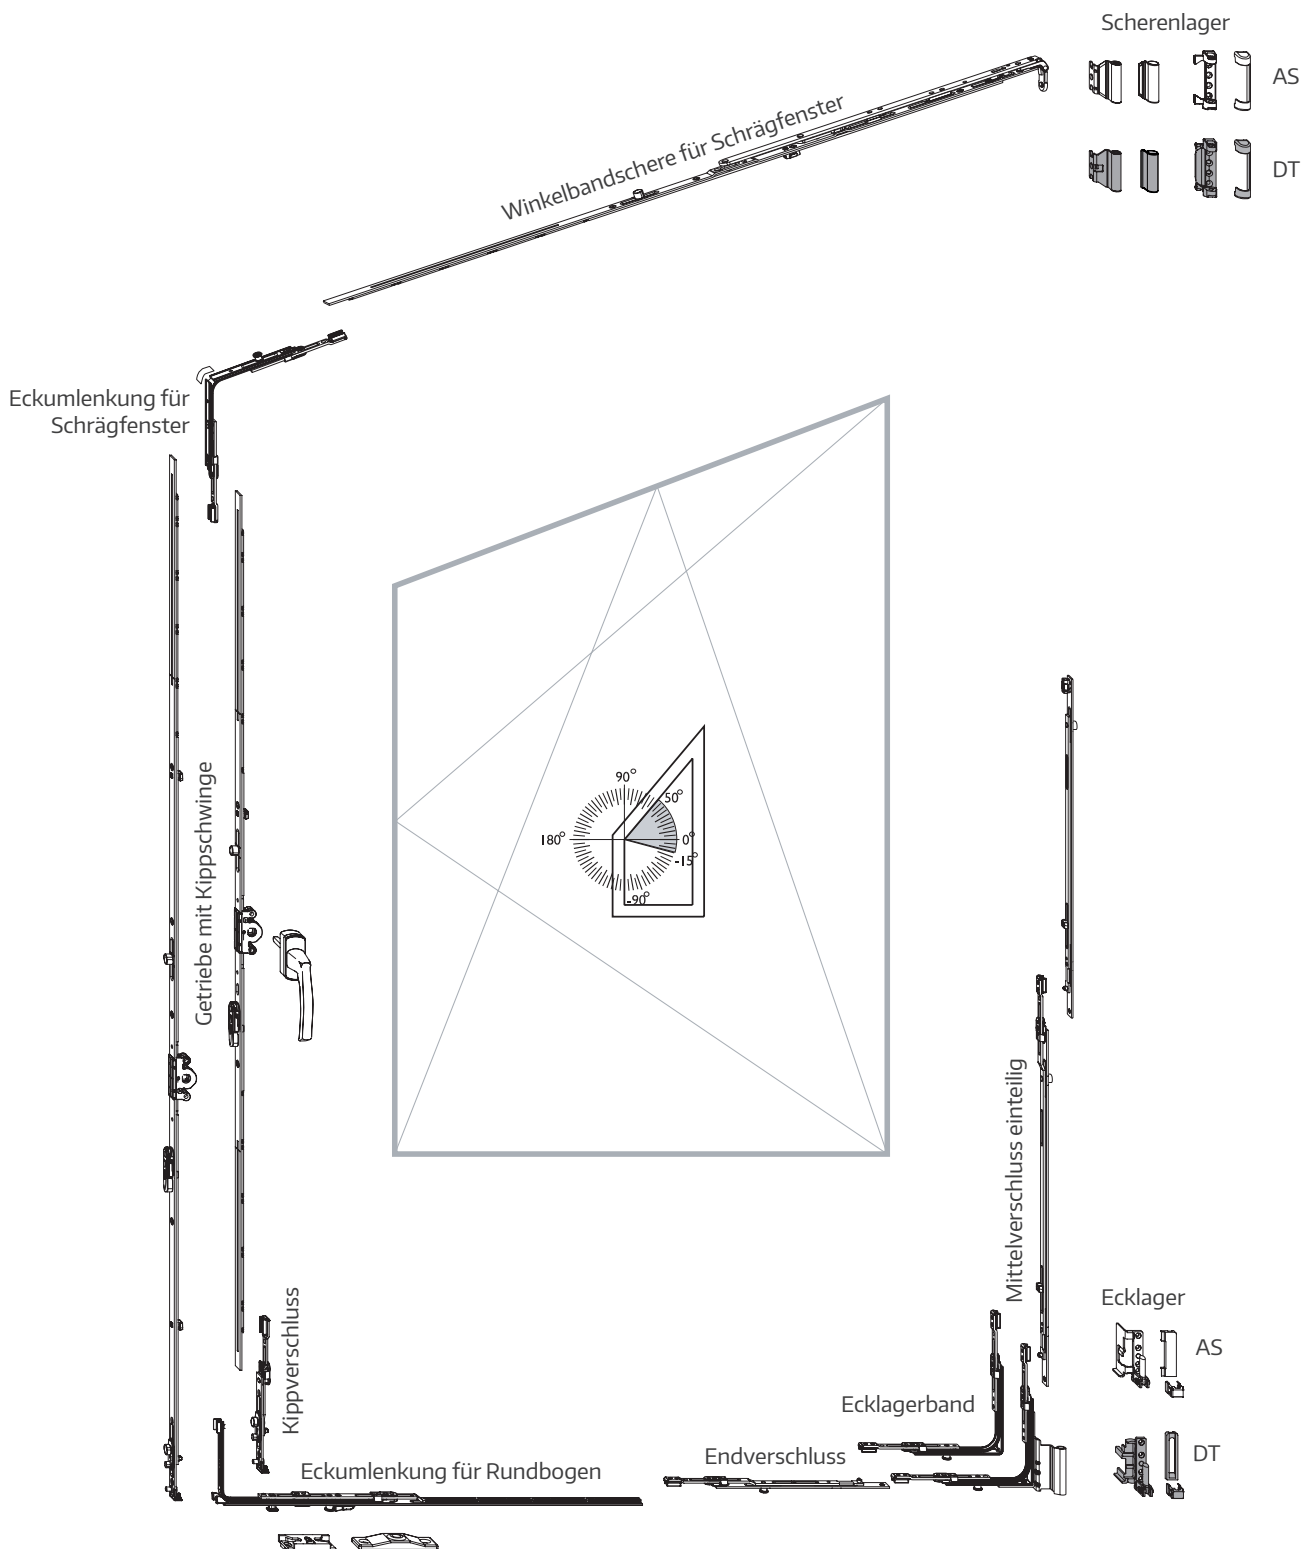 Scherenlager
AS
Winkelbandschere für Schrägfenster
DT
Eckumlenkung für
Schrägfenster
Getriebe mit Kippschwinge
90°
50°
180°
0°
-15°
-90°
Mittelverschluss einteilig
Kippverschluss
Ecklager
AS
Ecklagerband
DT
Endverschluss
Eckumlenkung für Rundbogen